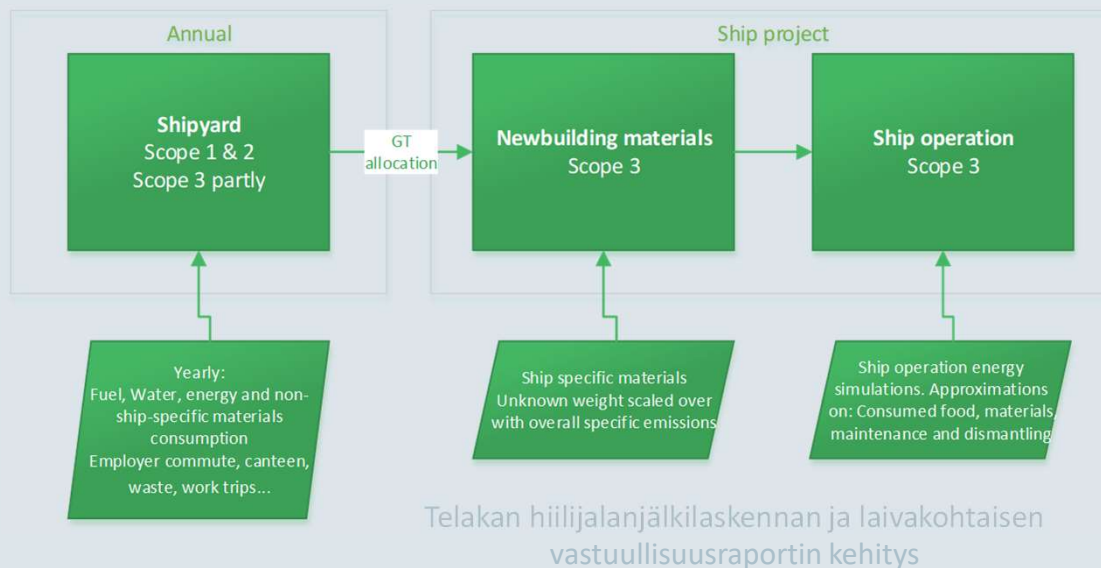 Annual
Ship project
Shipyard
Scope 1 & 2
Scope 3 partly
GT
allocation
Newbuilding materials
Scope 3
Ship operation
Scope 3
Yearly:
Fuel, Water, energy and non-
ship-specific materials
consumption
Employer commute, canteen,
waste, work trips...
Ship specific materials
Unknown weight scaled over
with overall specific emissions
Ship operation energy
simulations. Approximations
on: Consumed food, materials,
maintenance and dismantling
Telakan hiilijalanjälkilaskennan ja laivakohtaisen
vastuullisuusraportin kehitys